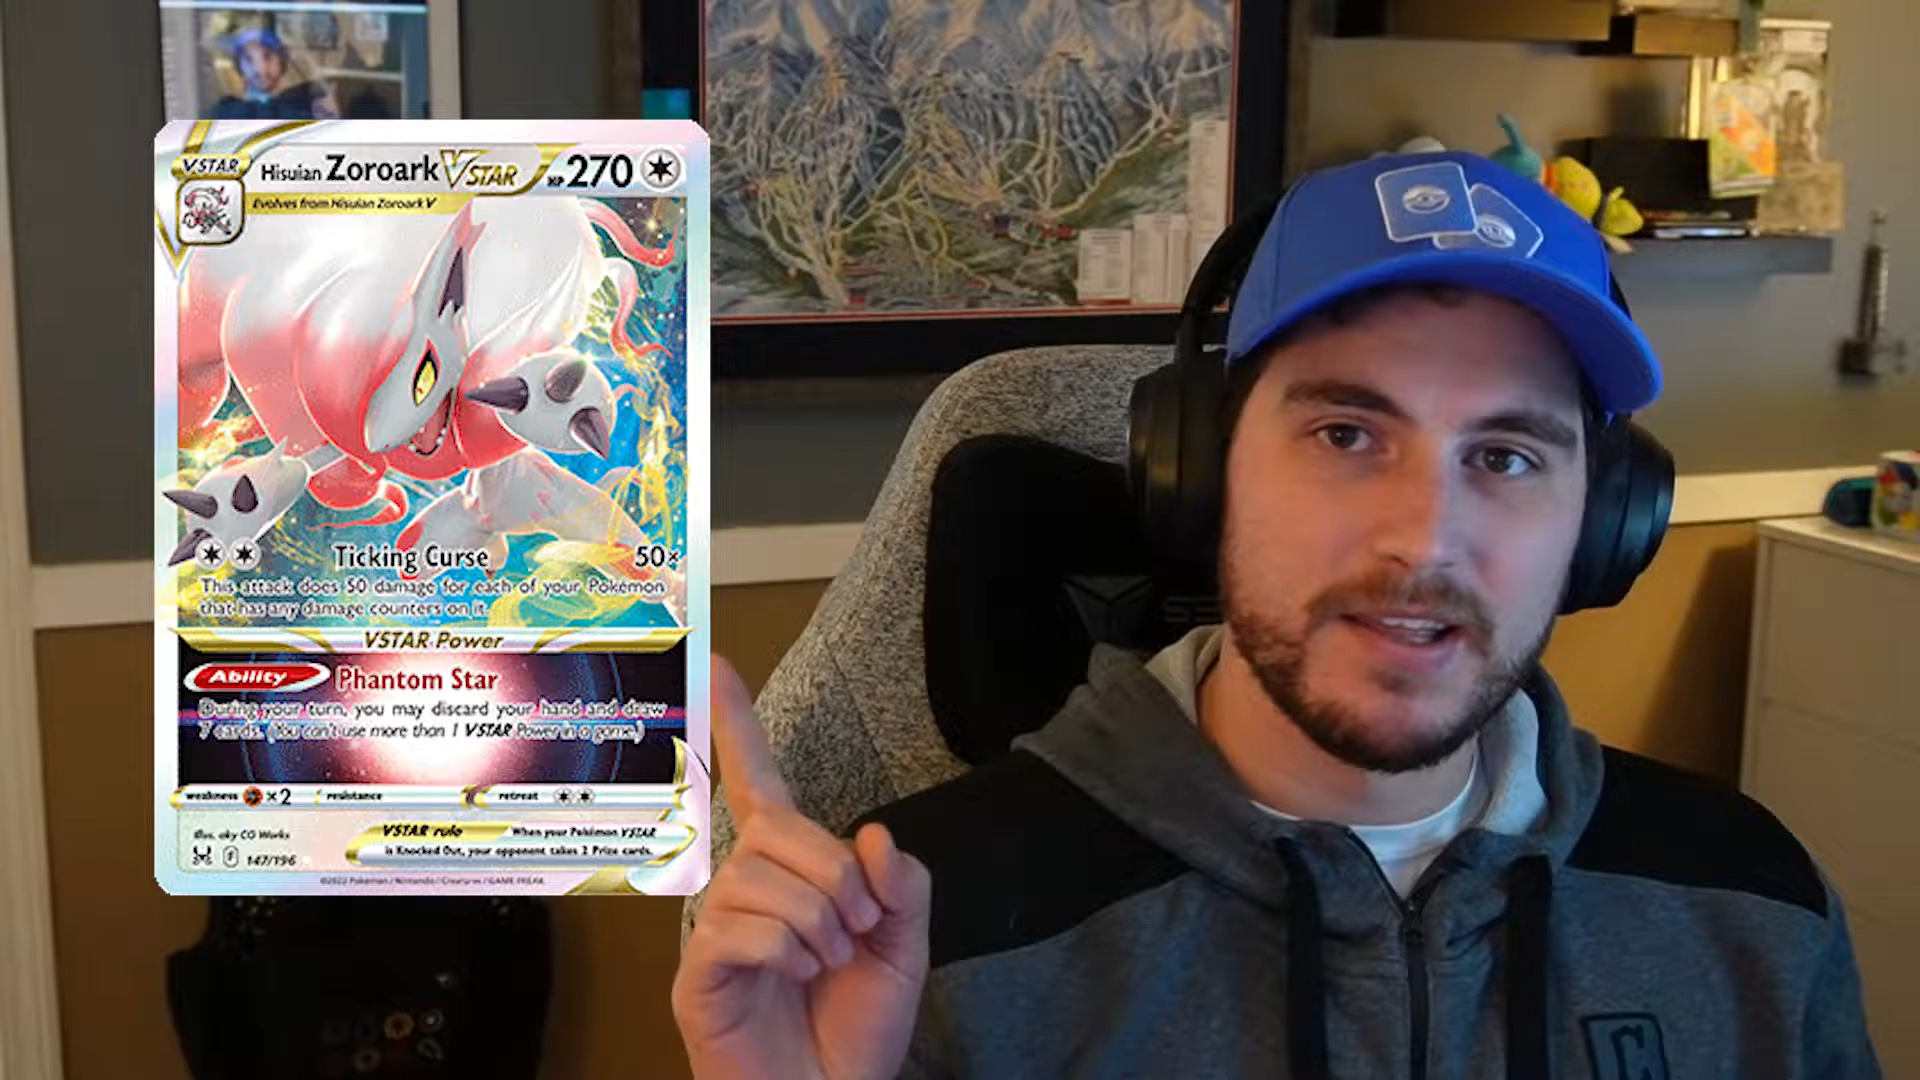 VSTAR
Hisuian Zoroark VSTAR HP 270
Evolves from Hisuian Zoroark V
Ticking Curse 50×
This attack does 50 damage for each of your Pokémon
that has any damage counters on it.
VSTAR Power
Ability Phantom Star
During your turn, you may discard your hand and draw
7 cards. (You can't use more than 1 VSTAR Power in a game.)
weakness ×2 resistance retreat
Illus. aky CG Works
VSTAR rule When your Pokémon VSTAR
is Knocked Out, your opponent takes 2 Prize cards.
F 147/196
©2022 Pokémon / Nintendo / Creatures / GAME FREAK